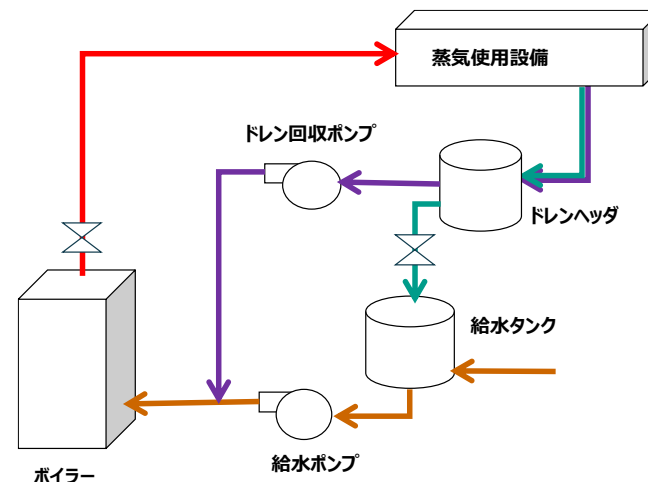 蒸気使用設備
ドレン回収ポンプ
ドレンヘッダ
給水タンク
給水ポンプ
ボイラー